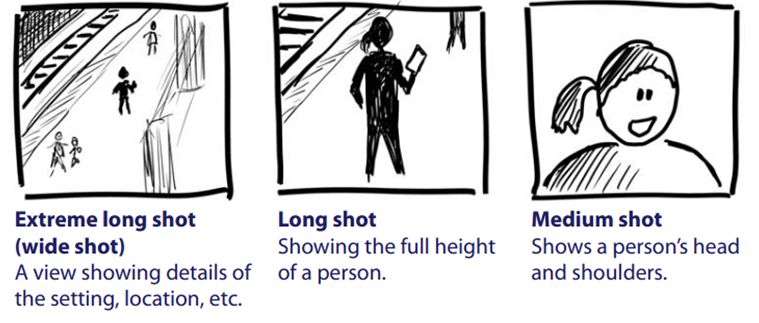 Extreme long shot
(wide shot)
A view showing details of
the setting, location, etc.
Long shot
Showing the full height
of a person.
Medium shot
Shows a person's head
and shoulders.